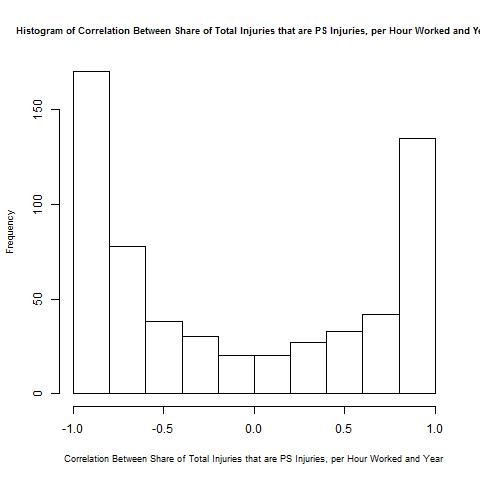 Histogram of Correlation Between Share of Total Injuries that are PS Injuries, per Hour Worked and Ye
150
100
50
0
Frequency
-1.0 -0.5 0.0 0.5 1.0
Correlation Between Share of Total Injuries that are PS Injuries, per Hour Worked and Year